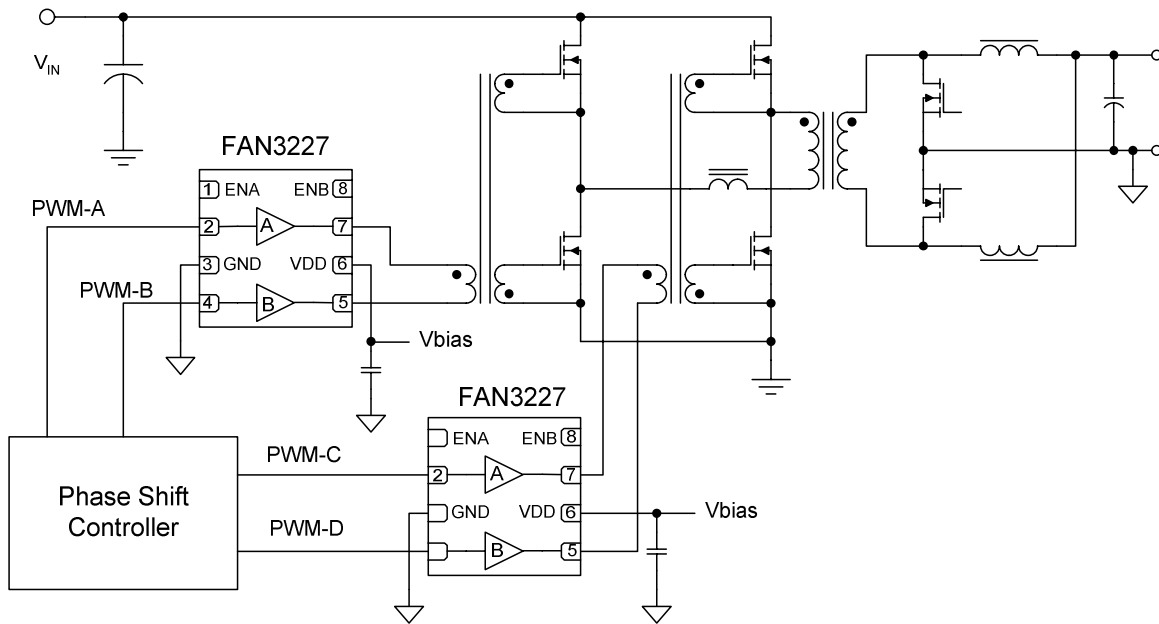 V_IN
FAN3227
1 ENA ENB 8
PWM-A
2 A 7
3 GND VDD 6
PWM-B
4 B 5
Vbias
FAN3227
ENA ENB 8
PWM-C
2 A 7
GND VDD 6
Vbias
PWM-D
B 5
Phase Shift
Controller